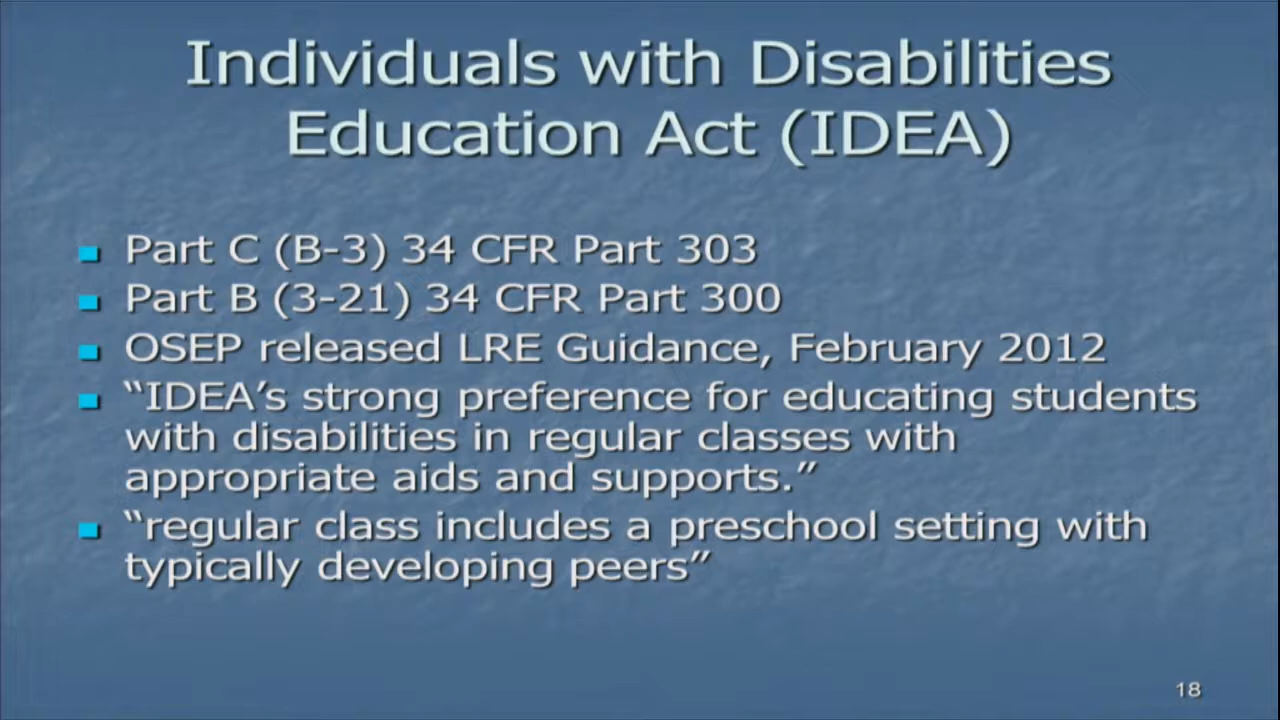 Individuals with Disabilities
Education Act (IDEA)
Part C (B-3) 34 CFR Part 303
Part B (3-21) 34 CFR Part 300
OSEP released LRE Guidance, February 2012
“IDEA’s strong preference for educating students
with disabilities in regular classes with
appropriate aids and supports.”
“regular class includes a preschool setting with
typically developing peers”
18